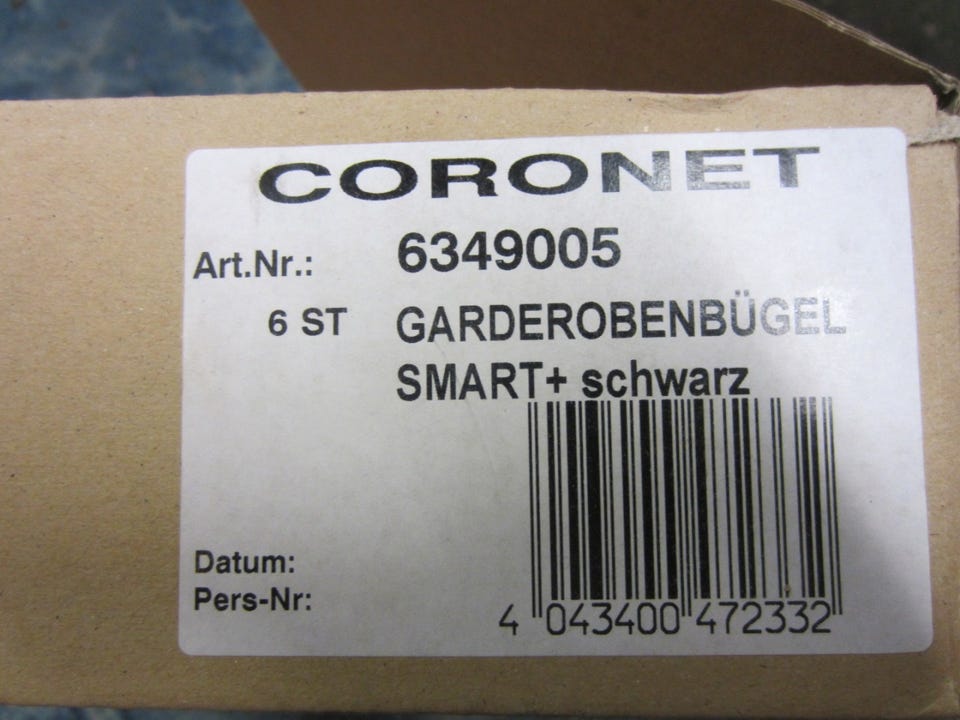 CORONET
Art.Nr.: 6349005
6 ST GARDEROBENBÜGEL
SMART+ schwarz
Datum:
Pers-Nr:
4 043400 472332